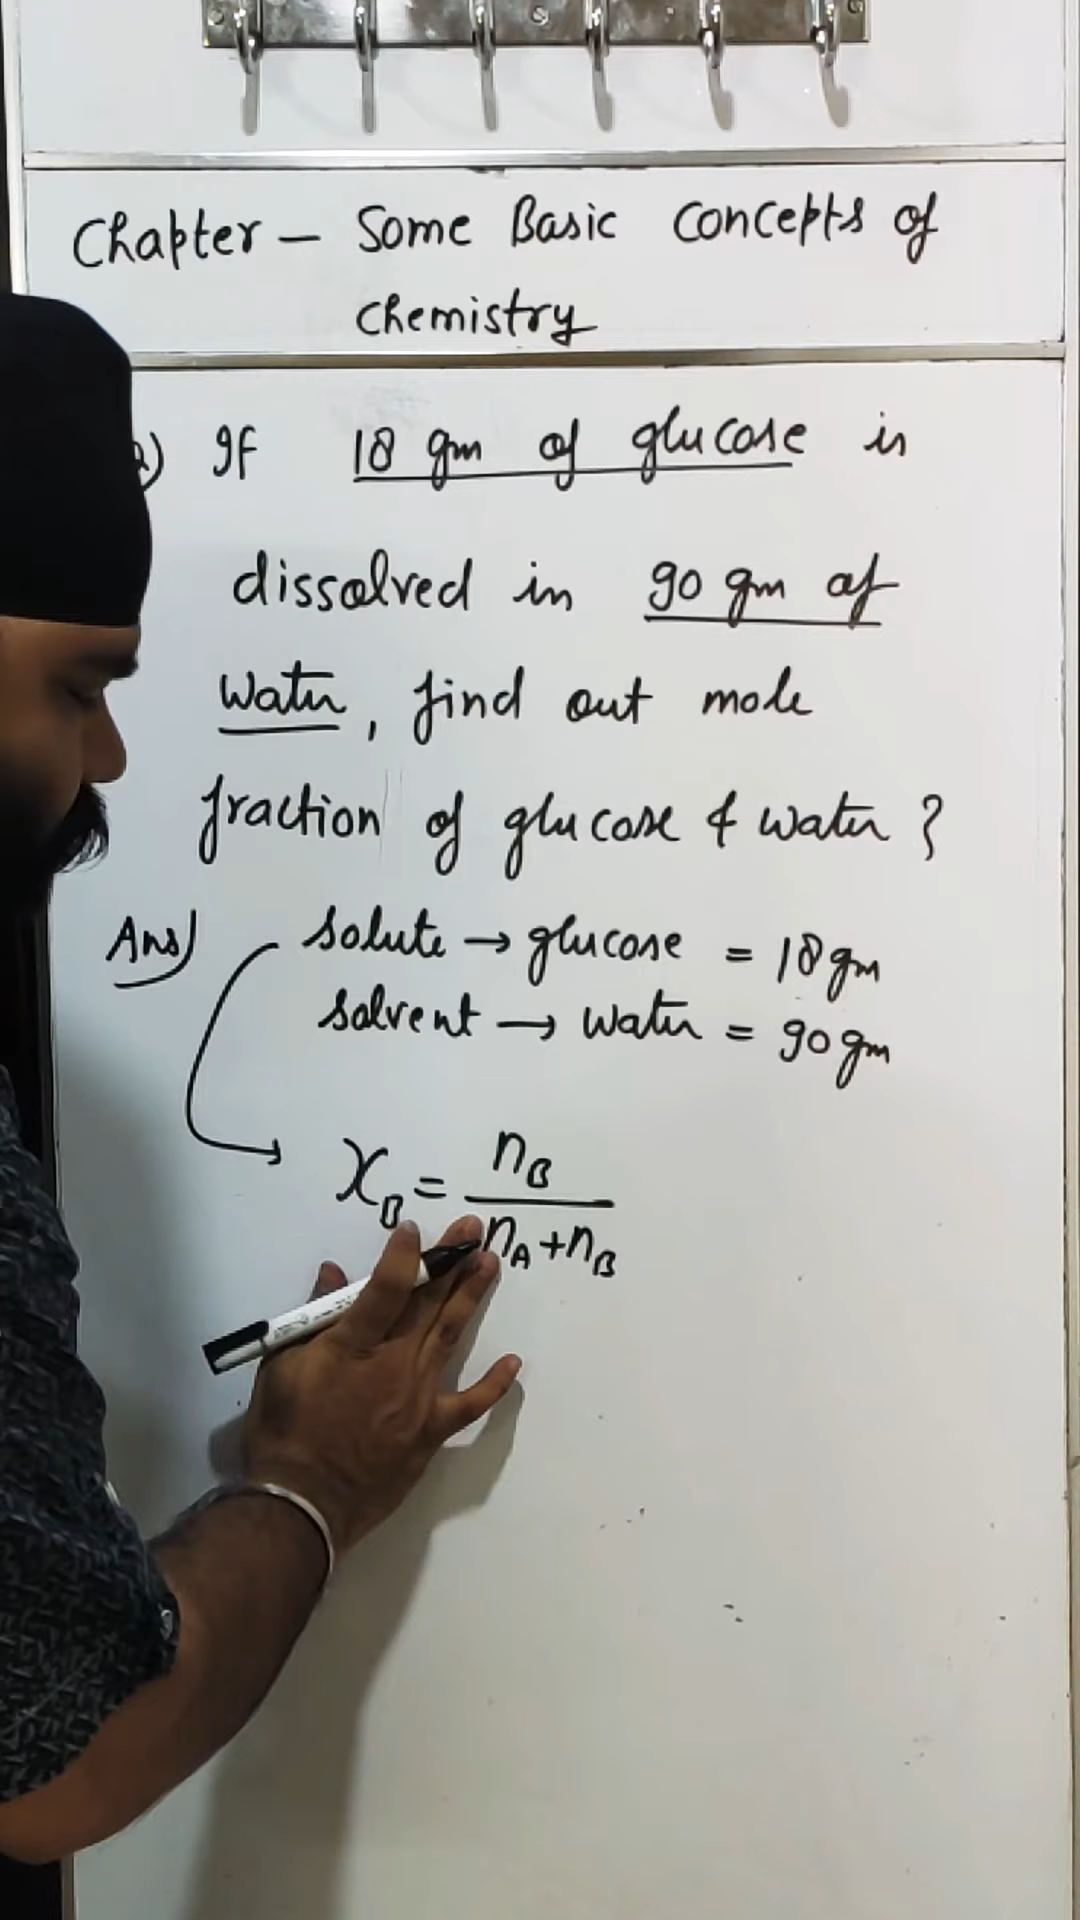 Chapter – Some Basic Concepts of
Chemistry
) If 18 gm of glucose is
dissolved in 90 gm of
water, find out mole
fraction of glucose & water ?
Ans) solute → glucose = 18 gm
solvent → water = 90 gm
X_B = n_B / n_A + n_B